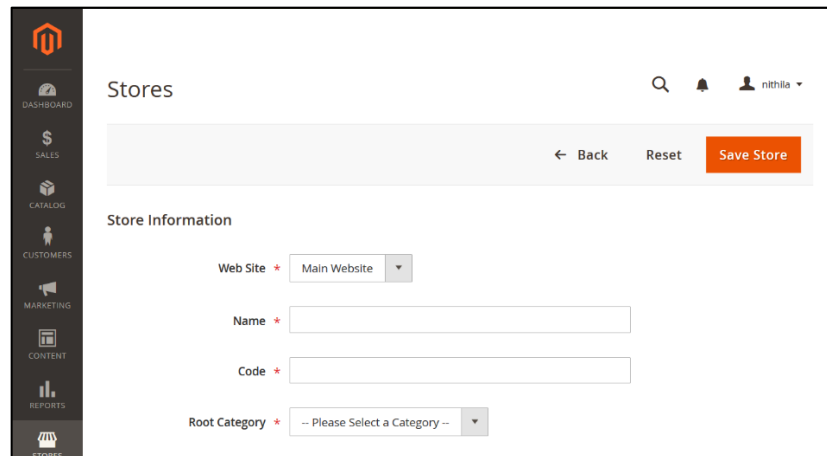 Stores
nithila
DASHBOARD
SALES
CATALOG
CUSTOMERS
MARKETING
CONTENT
REPORTS
STORES
← Back Reset Save Store
Store Information
Web Site * Main Website
Name *
Code *
Root Category * -- Please Select a Category --